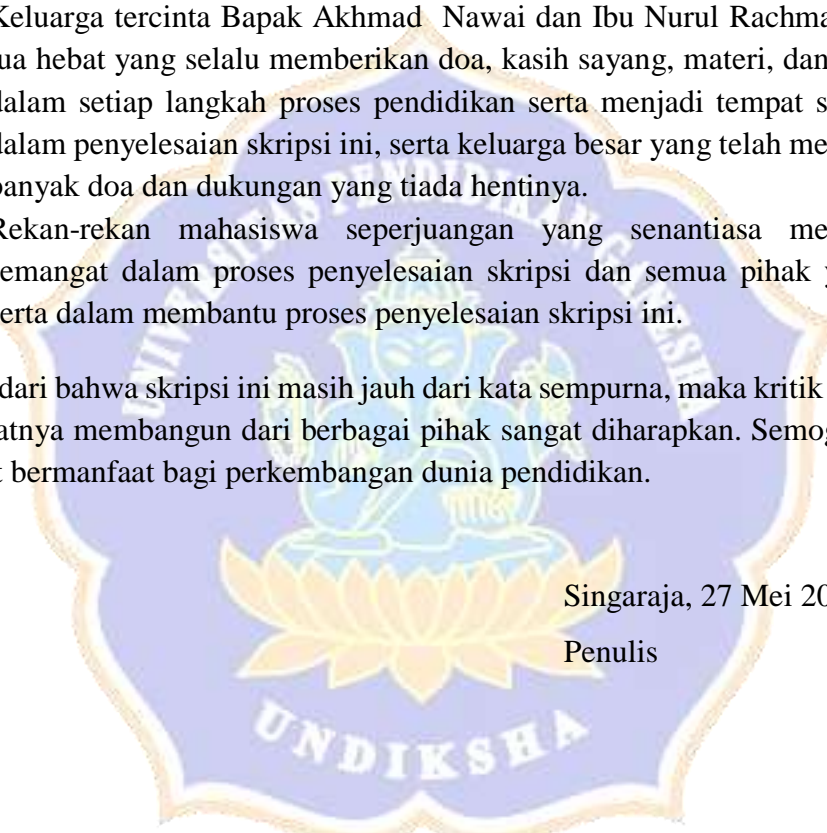 Keluarga tercinta Bapak Akhmad Nawai dan Ibu Nurul Rachma
ua hebat yang selalu memberikan doa, kasih sayang, materi, dan
dalam setiap langkah proses pendidikan serta menjadi tempat s
dalam penyelesaian skripsi ini, serta keluarga besar yang telah me
banyak doa dan dukungan yang tiada hentinya.
Rekan-rekan mahasiswa seperjuangan yang senantiasa me
semangat dalam proses penyelesaian skripsi dan semua pihak y
serta dalam membantu proses penyelesaian skripsi ini.
dari bahwa skripsi ini masih jauh dari kata sempurna, maka kritik
atnya membangun dari berbagai pihak sangat diharapkan. Semog
t bermanfaat bagi perkembangan dunia pendidikan.
Singaraja, 27 Mei 20
Penulis
UNIVERSITAS PENDIDIKAN GANESHA
UNDIKSHA